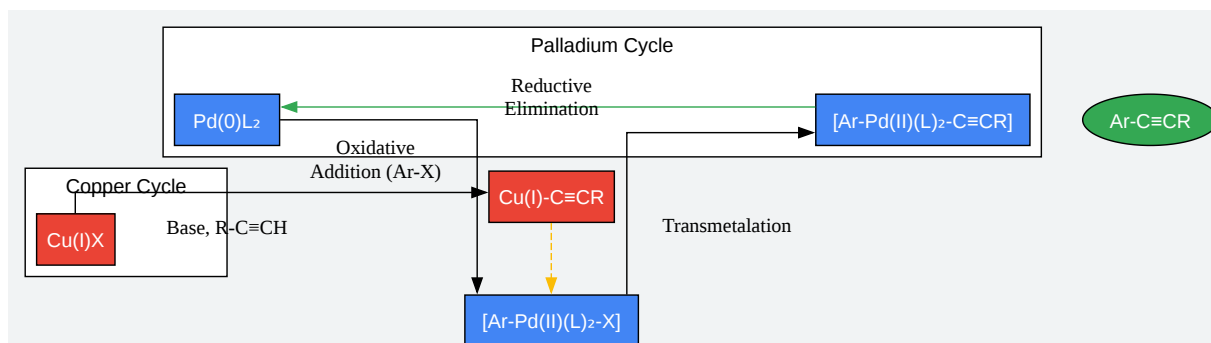 Palladium Cycle
Reductive
Elimination
Pd(0)L₂
[Ar-Pd(II)(L)₂-C≡CR]
Ar-C≡CR
Oxidative
Addition (Ar-X)
Copper Cycle
Cu(I)-C≡CR
Base, R-C≡CH
Transmetalation
Cu(I)X
[Ar-Pd(II)(L)₂-X]